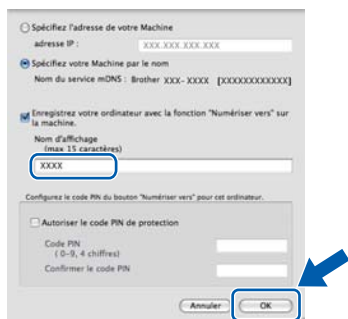 Spécifiez l'adresse de votre Machine
adresse IP :
XXX.XXX.XXX.XXX
Spécifiez votre Machine par le nom
Nom du service mDNS : Brother XXX-XXXX [XXXXXXXXXXXX]
Enregistrez votre ordinateur avec la fonction "Numériser vers" sur
la machine.
Nom d'affichage
(max 15 caractères)
XXXX
Configurez le code PIN du bouton "Numériser vers" pour cet ordinateur.
Autoriser le code PIN de protection
Code PIN
( 0–9, 4 chiffres)
Confirmer le code PIN
Annuler
OK